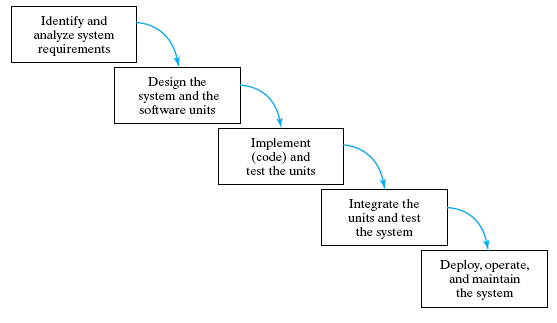 Identify and
analyze system
requirements
Design the
system and the
software units
Implement
(code) and
test the units
Integrate the
units and test
the system
Deploy, operate,
and maintain
the system